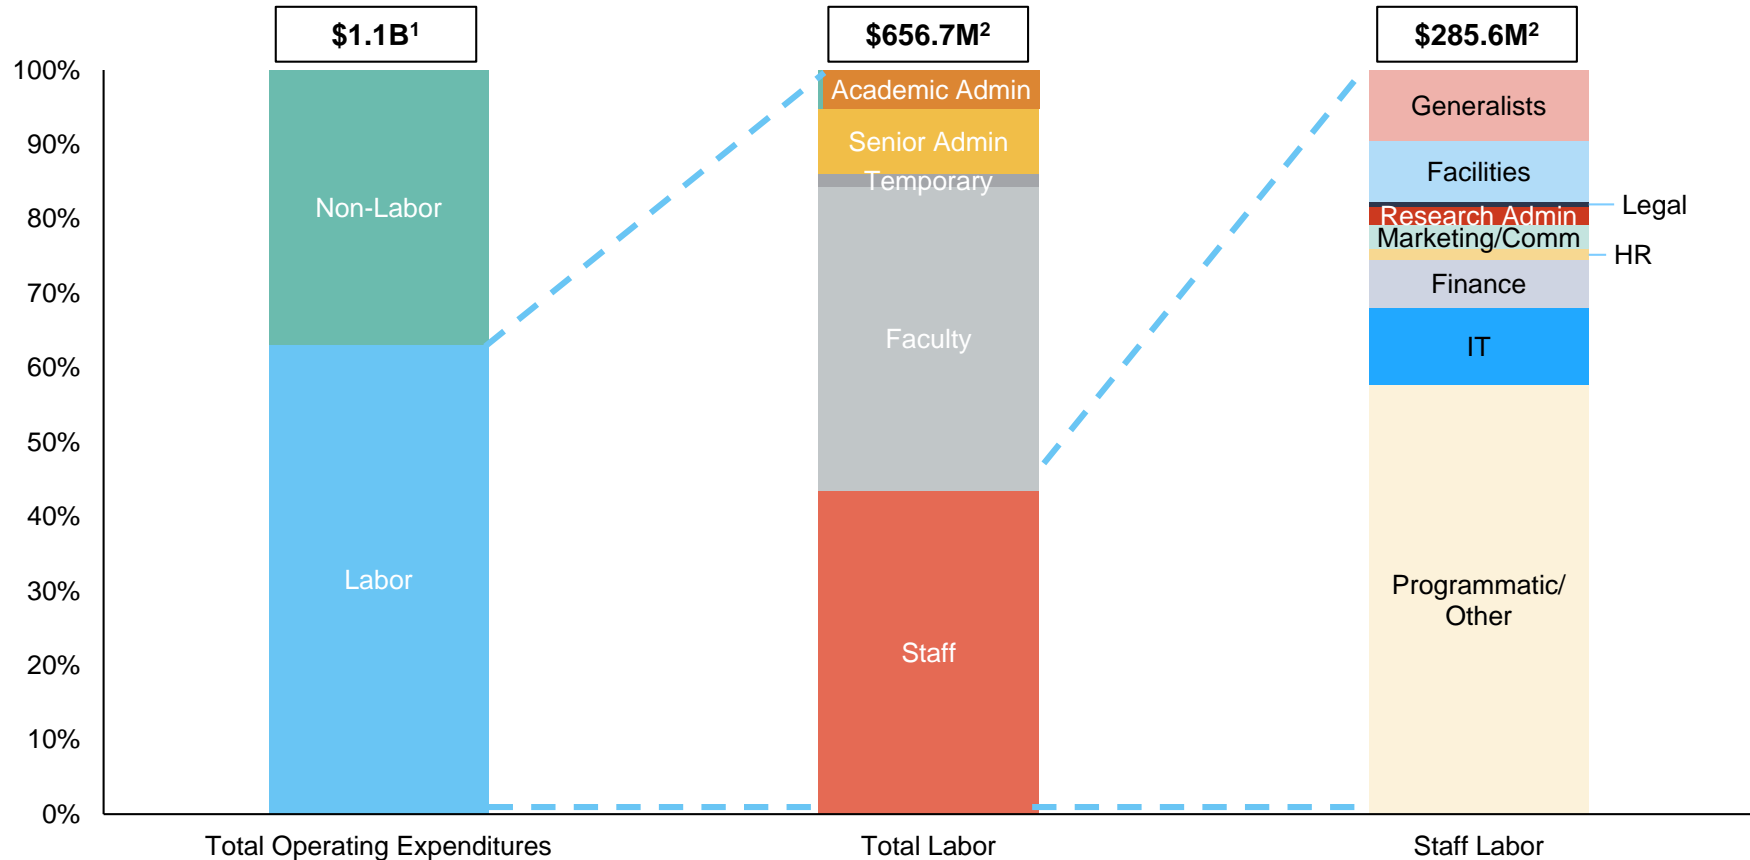 $1.1B¹
$656.7M²
$285.6M²
100%
90%
80%
70%
60%
50%
40%
30%
20%
10%
0%
Non-Labor
Labor
Academic Admin
Senior Admin
Temporary
Faculty
Staff
Generalists
Facilities
Legal
Research Admin
Marketing/Comm
HR
Finance
IT
Programmatic/
Other
Total Operating Expenditures
Total Labor
Staff Labor